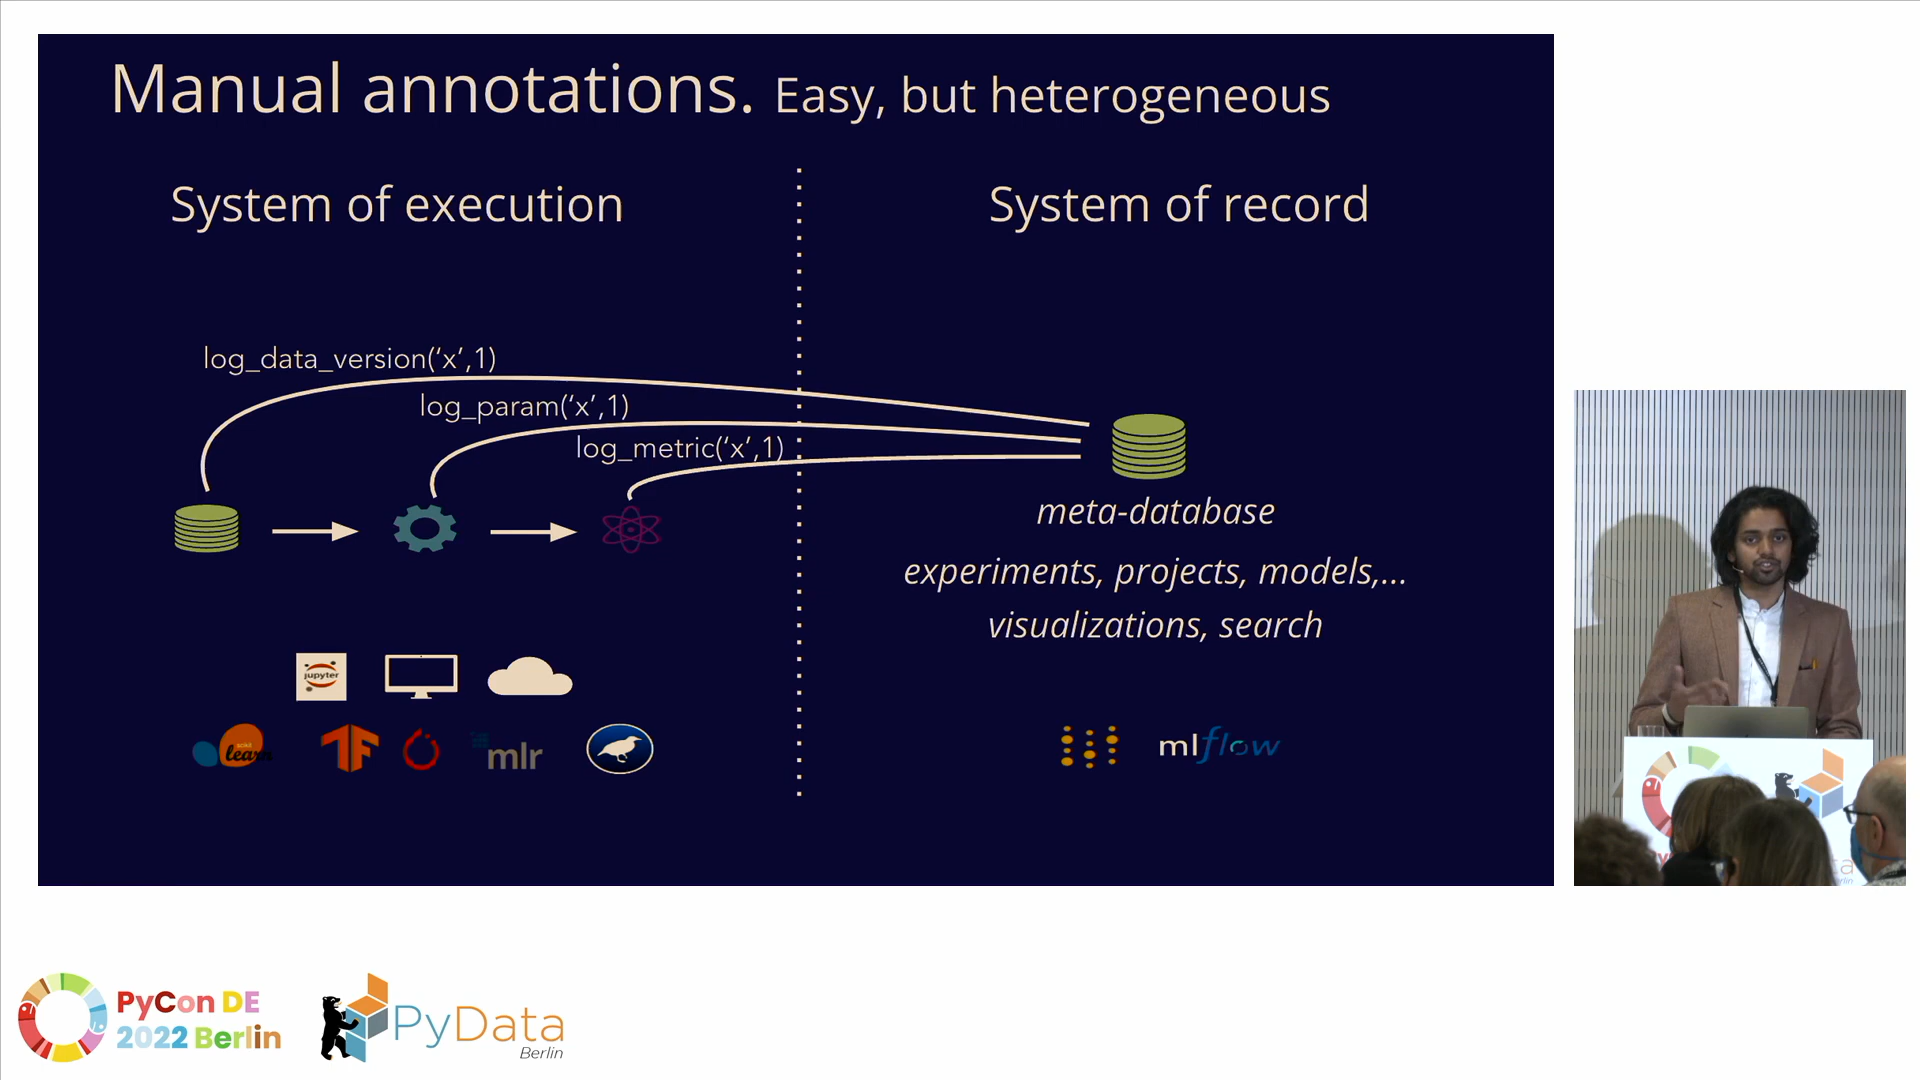 Manual annotations. Easy, but heterogeneous
System of execution
System of record
log_data_version(‘x’,1)
log_param(‘x’,1)
log_metric(‘x’,1)
meta-database
experiments, projects, models,...
visualizations, search
jupyter
scikit
learn
mlr
mlflow
PyCon DE
2022 Berlin
PyData
Berlin